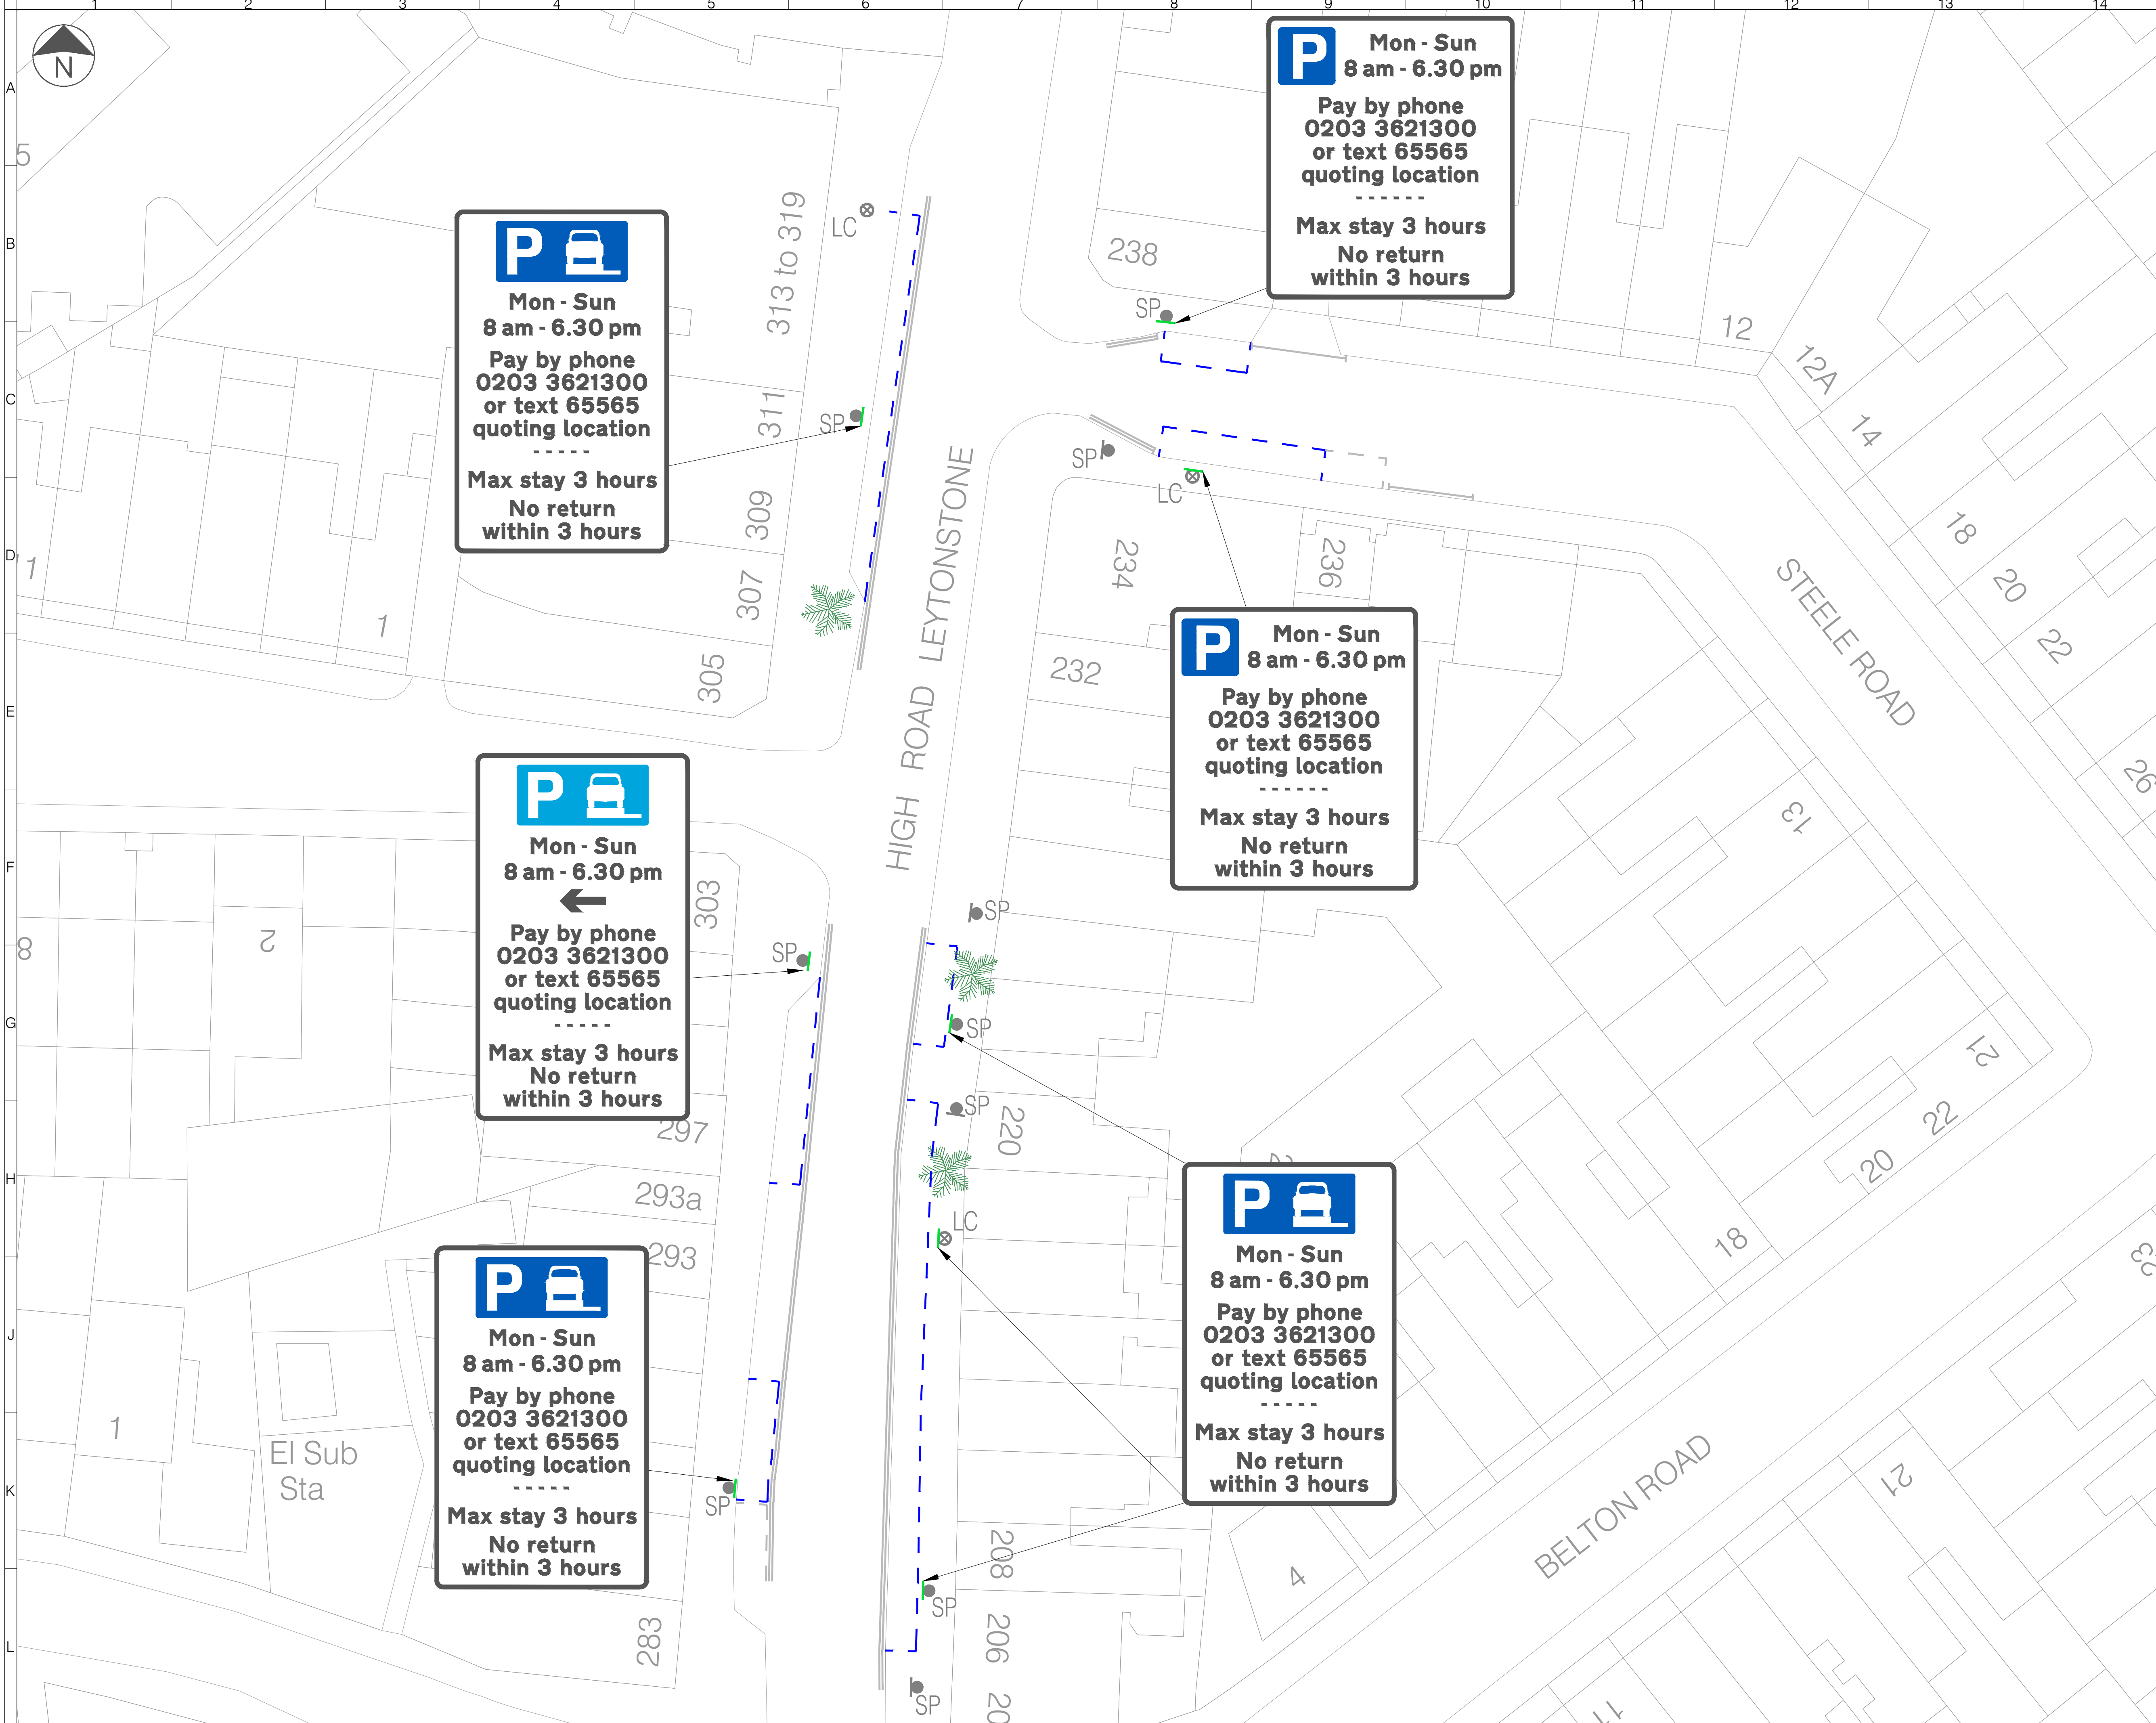 1 2 3 4 5 6 7 8 9 10 11 12 13 14
A
B
C
D
E
F
G
H
J
K
L
N
5
P
Mon - Sun
8 am - 6.30 pm
Pay by phone
0203 3621300
or text 65565
quoting location
------
Max stay 3 hours
No return
within 3 hours
P
Mon - Sun
8 am - 6.30 pm
Pay by phone
0203 3621300
or text 65565
quoting location
-----
Max stay 3 hours
No return
within 3 hours
LC
313 to 319
238
SP
12
12A
14
311
SP
SP
LC
309
HIGH ROAD LEYTONSTONE
234
236
18
20
22
STEELE ROAD
1
1
307
305
232
P
Mon - Sun
8 am - 6.30 pm
Pay by phone
0203 3621300
or text 65565
quoting location
------
Max stay 3 hours
No return
within 3 hours
26
13
P
Mon - Sun
8 am - 6.30 pm
Pay by phone
0203 3621300
or text 65565
quoting location
-----
Max stay 3 hours
No return
within 3 hours
303
SP
8
2
SP
SP
21
SP
220
22
20
297
293a
LC
293
18
23
P
Mon - Sun
8 am - 6.30 pm
Pay by phone
0203 3621300
or text 65565
quoting location
-----
Max stay 3 hours
No return
within 3 hours
P
Mon - Sun
8 am - 6.30 pm
Pay by phone
0203 3621300
or text 65565
quoting location
-----
Max stay 3 hours
No return
within 3 hours
1
El Sub
Sta
SP
BELTON ROAD
21
208
4
SP
283
206
SP
20
11